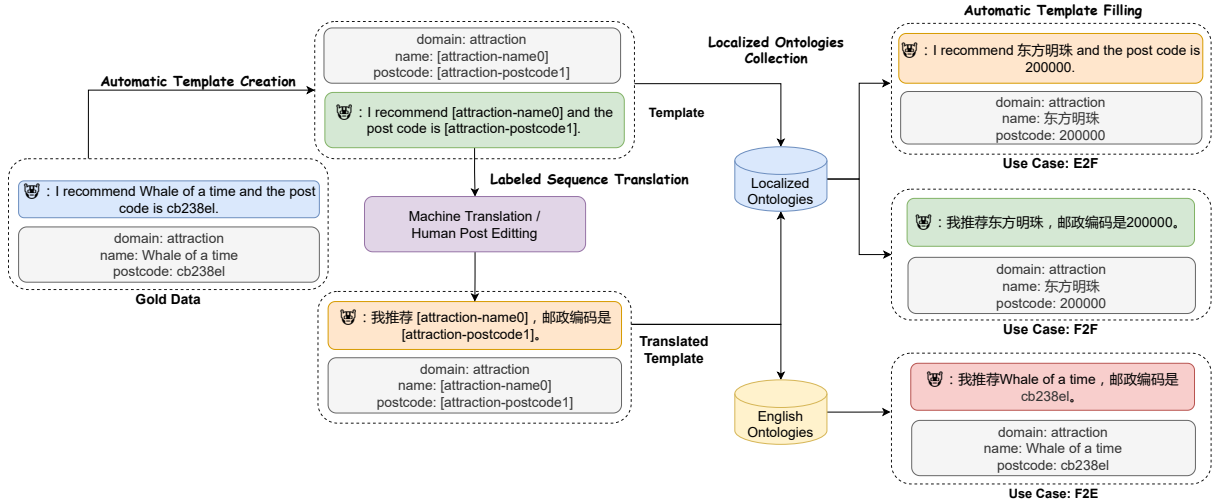 Automatic Template Creation
domain: attraction
name: [attraction-name0]
postcode: [attraction-postcode1]
: I recommend [attraction-name0] and the
post code is [attraction-postcode1].
Template
: I recommend Whale of a time and the post
code is cb238el.
domain: attraction
name: Whale of a time
postcode: cb238el
Gold Data
Labeled Sequence Translation
Machine Translation /
Human Post Editting
: 我推荐 [attraction-name0]，邮政编码是
[attraction-postcode1]。
domain: attraction
name: [attraction-name0]
postcode: [attraction-postcode1]
Translated
Template
Localized Ontologies
Collection
Localized
Ontologies
English
Ontologies
Automatic Template Filling
: I recommend 东方明珠 and the post code is
200000.
domain: attraction
name: 东方明珠
postcode: 200000
Use Case: E2F
: 我推荐东方明珠，邮政编码是200000。
domain: attraction
name: 东方明珠
postcode: 200000
Use Case: F2F
: 我推荐Whale of a time，邮政编码是
cb238el。
domain: attraction
name: Whale of a time
postcode: cb238el
Use Case: F2E